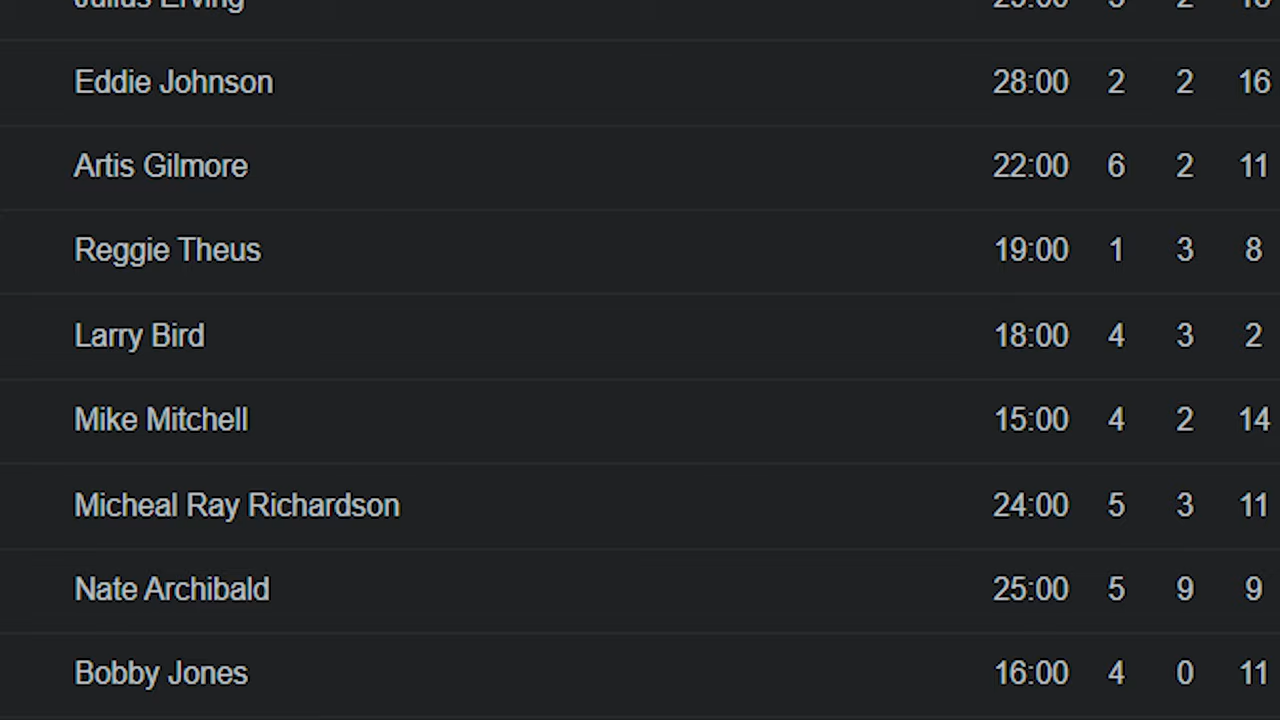 Julius Erving 2
Eddie Johnson 28:00 2 2 16
Artis Gilmore 22:00 6 2 11
Reggie Theus 19:00 1 3 8
Larry Bird 18:00 4 3 2
Mike Mitchell 15:00 4 2 14
Micheal Ray Richardson 24:00 5 3 11
Nate Archibald 25:00 5 9 9
Bobby Jones 16:00 4 0 11